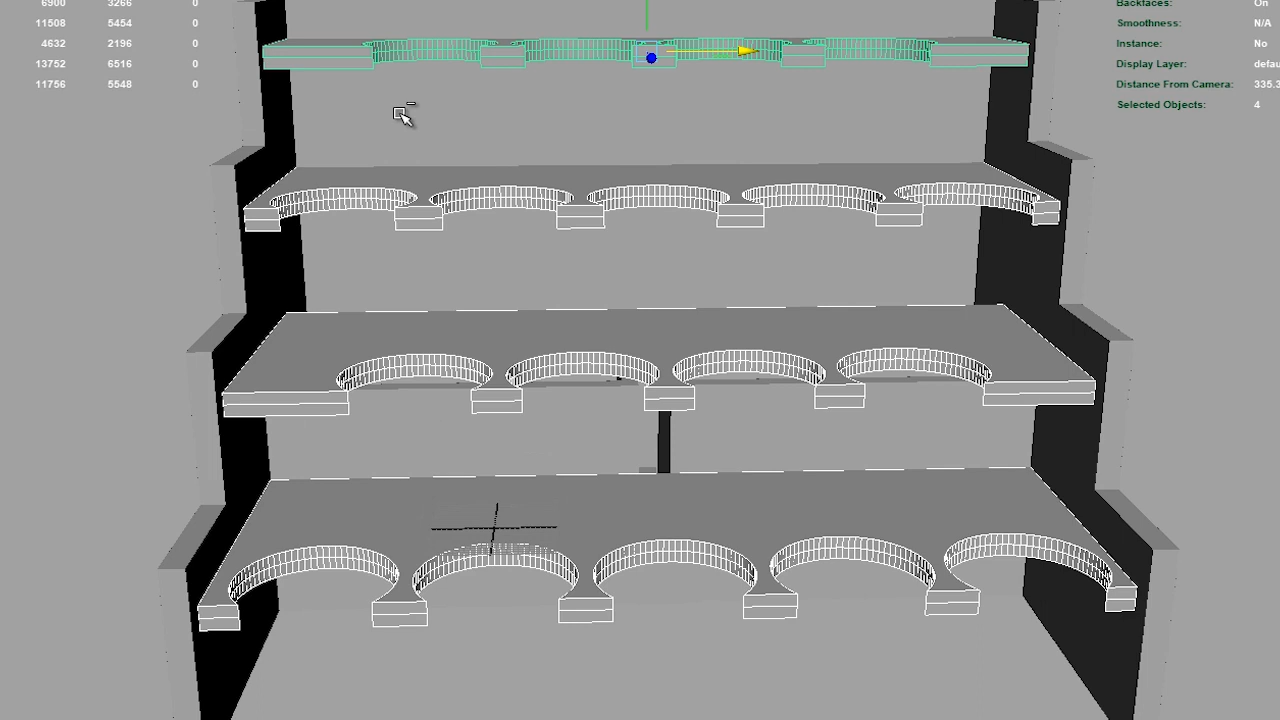 6900 3266 0
11508 5454 0
4632 2196 0
13752 6516 0
11756 5548 0
Backfaces: On
Smoothness: N/A
Instance: No
Display Layer: defau
Distance From Camera: 335.3
Selected Objects: 4